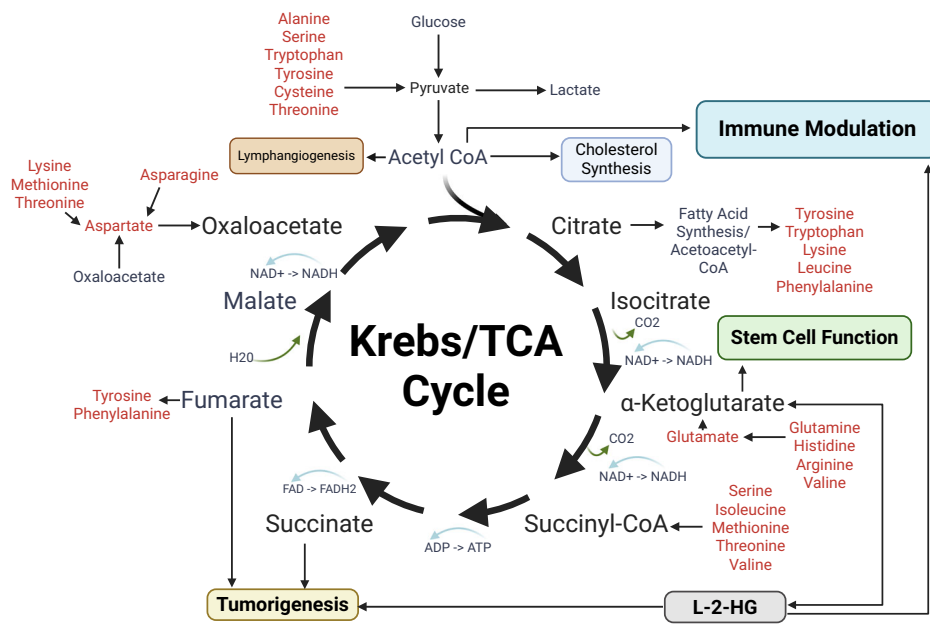 Alanine
Serine
Tryptophan
Tyrosine
Cysteine
Threonine
Glucose
Pyruvate
Lactate
Immune Modulation
Lymphangiogenesis
Acetyl CoA
Cholesterol
Synthesis
Lysine
Methionine
Threonine
Asparagine
Aspartate
Oxaloacetate
Oxaloacetate
Citrate
Fatty Acid
Synthesis/
Acetoacetyl-
CoA
Tyrosine
Tryptophan
Lysine
Leucine
Phenylalanine
NAD+ -> NADH
Malate
Isocitrate
CO2
NAD+ -> NADH
Stem Cell Function
H20
Krebs/TCA
Cycle
Tyrosine
Phenylalanine
Fumarate
α-Ketoglutarate
Glutamate
Glutamine
Histidine
Arginine
Valine
CO2
NAD+ -> NADH
FAD -> FADH2
Succinate
ADP -> ATP
Succinyl-CoA
Serine
Isoleucine
Methionine
Threonine
Valine
Tumorigenesis
L-2-HG